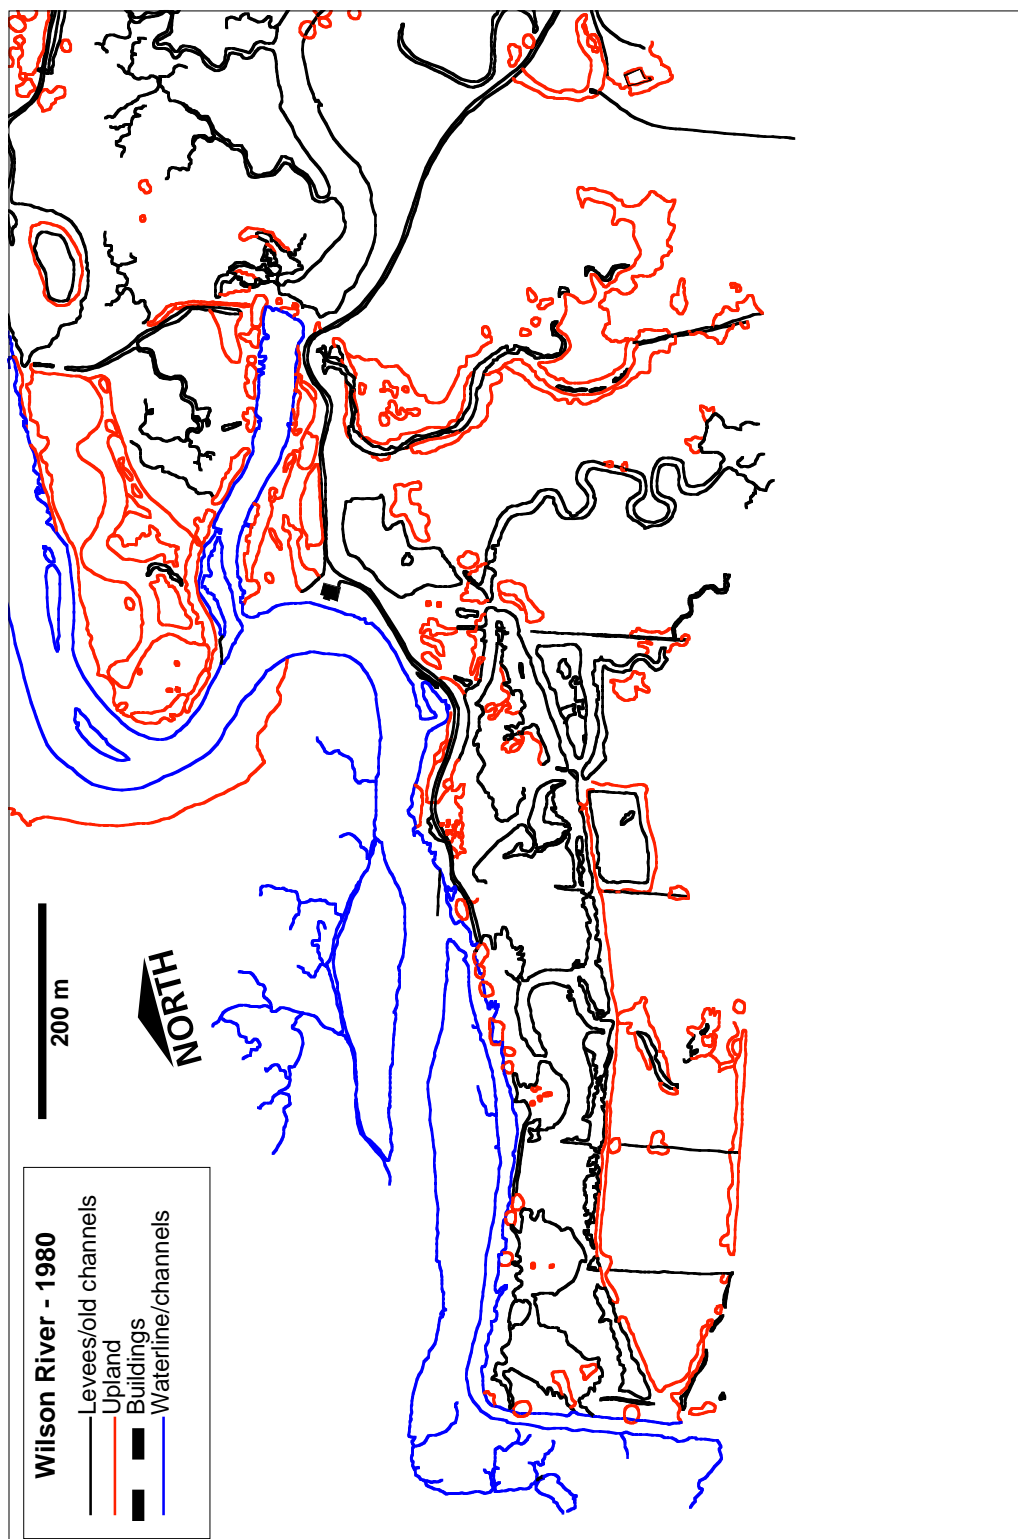 Wilson River - 1980
Levees/old channels
Upland
Buildings
Waterline/channels
200 m
NORTH